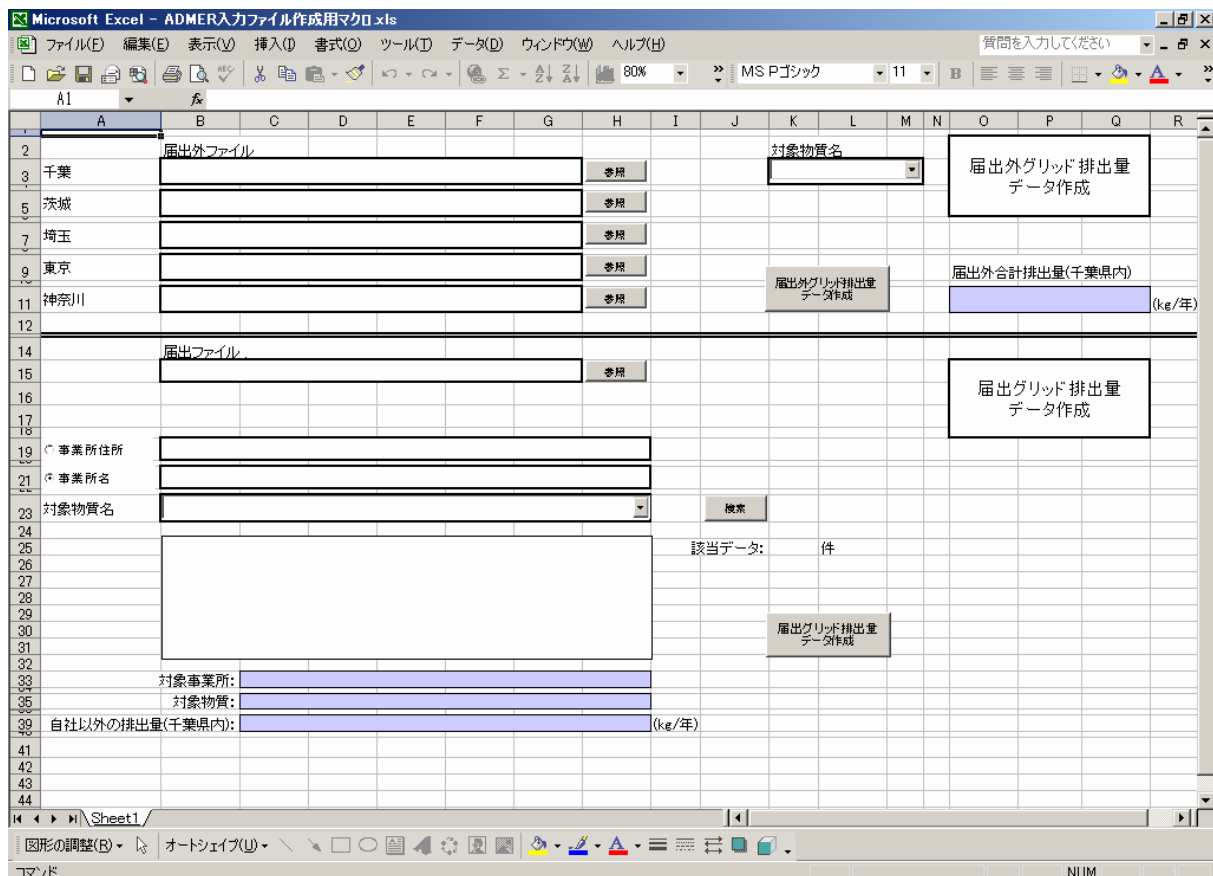 Microsoft Excel - ADMER入力ファイル作成用マクロ.xls
ファイル(F) 編集(E) 表示(V) 挿入(I) 書式(O) ツール(T) データ(D) ウィンドウ(W) ヘルプ(H) 質問を入力してください
80% MS Pゴシック 11 B A
A1 fx
A B C D E F G H I J K L M N O P Q R
2 届出外ファイル 対象物質名
3 千葉 参照
届出外グリッド排出量
データ作成
5 茨城 参照
7 埼玉 参照
9 東京 参照
届出外グリッド排出量
データ作成
届出外合計排出量(千葉県内)
11 神奈川 参照 (kg/年)
12
14 届出ファイル
15 参照
届出グリッド排出量
データ作成
16
17
18
19 事業所住所
21 事業所名
23 対象物質名 検索
24
25 該当データ: 件
26
27
28
29
30 届出グリッド排出量
データ作成
31
32
33 対象事業所:
35 対象物質:
39 自社以外の排出量(千葉県内): (kg/年)
41
42
43
44
Sheet1
図形の調整(R) オートシェイプ(U) A
コマンド NUM